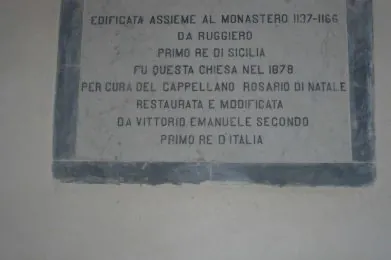 EDIFICATA ASSIEME AL MONASTERO 1137-1166
DA RUGGIERO
PRIMO RE DI SICILIA
FU QUESTA CHIESA NEL 1878
PER CURA DEL CAPPELLANO ROSARIO DI NATALE
RESTAURATA E MODIFICATA
DA VITTORIO EMANUELE SECONDO
PRIMO RE D'ITALIA